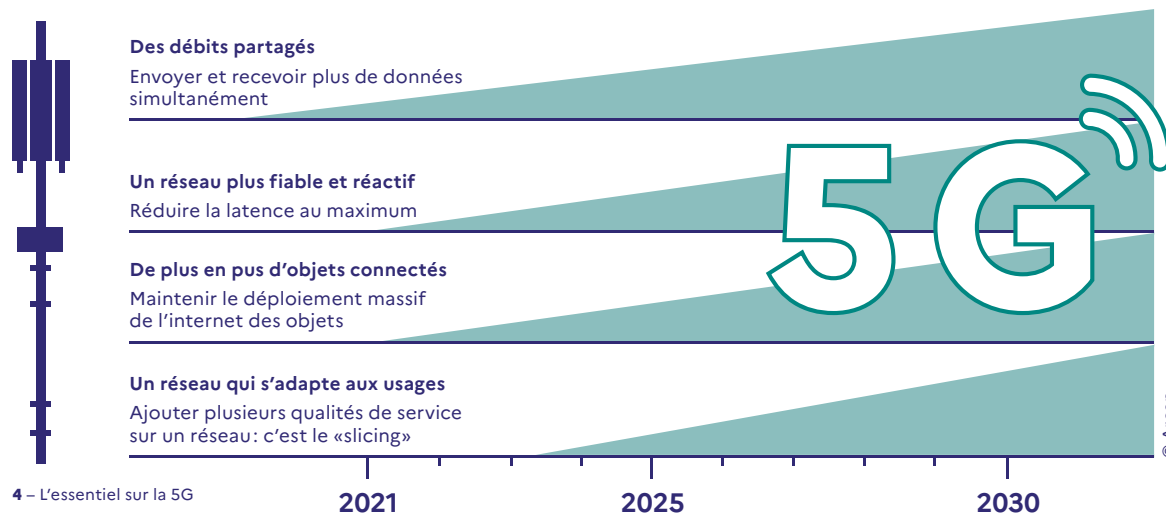 Des débits partagés
Envoyer et recevoir plus de données
simultanément
Un réseau plus fiable et réactif
Réduire la latence au maximum
5G
De plus en pus d’objets connectés
Maintenir le déploiement massif
de l’internet des objets
Un réseau qui s’adapte aux usages
Ajouter plusieurs qualités de service
sur un réseau : c’est le «slicing»
2021 2025 2030
4 – L’essentiel sur la 5G